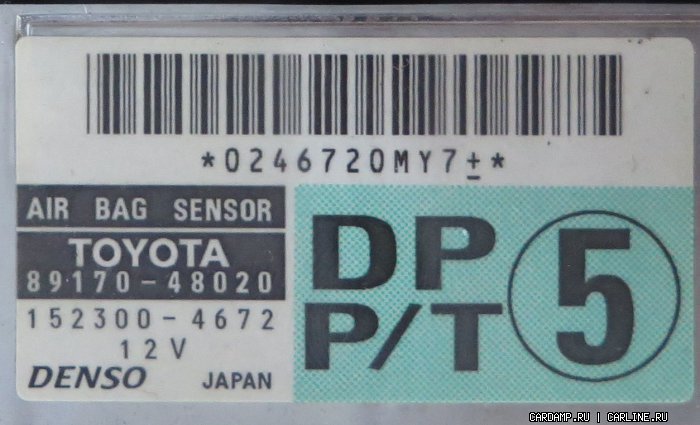 *0246720MY7±*
AIR BAG SENSOR
TOYOTA
89170-48020
152300-4672
12V
DENSO JAPAN
DP
P/T
5
CARDAMP.RU | CARLINE.RU